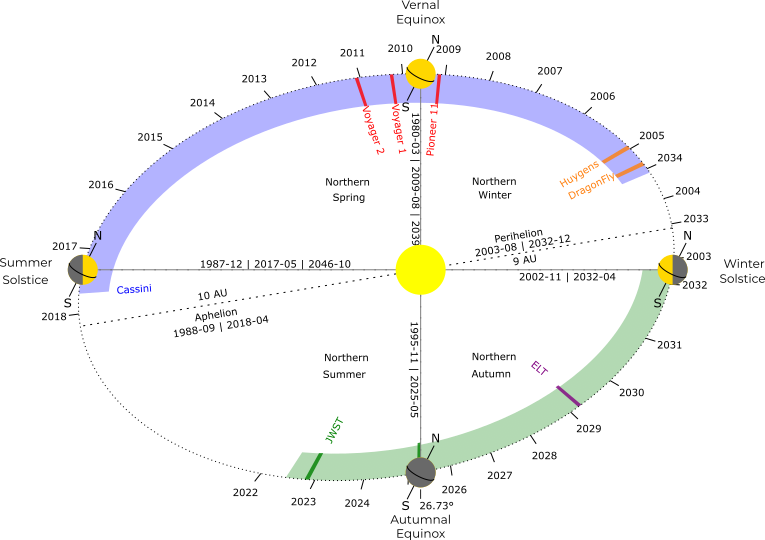 Vernal
Equinox
N
2009
2010
2011
2008
2012
2007
2013
2006
2014
S
2005
2015
2034
2016
2004
2033
2017
2003
2032
2018
2031
2030
2029
2028
2027
2026
2024
2023
2022
Voyager 2
Voyager 1
Pioneer 11
1980-03 | 2009-08 | 2039
Huygens
DragonFly
Northern
Spring
Northern
Winter
Perihelion
2003-08 | 2032-12
9 AU
N
Summer
Solstice
S
1987-12 | 2017-05 | 2046-10
Cassini
10 AU
Aphelion
1988-09 | 2018-04
2002-11 | 2032-04
N
Winter
Solstice
S
1995-11 | 2025-05
Northern
Summer
Northern
Autumn
ELT
JWST
N
S
26.73°
Autumnal
Equinox